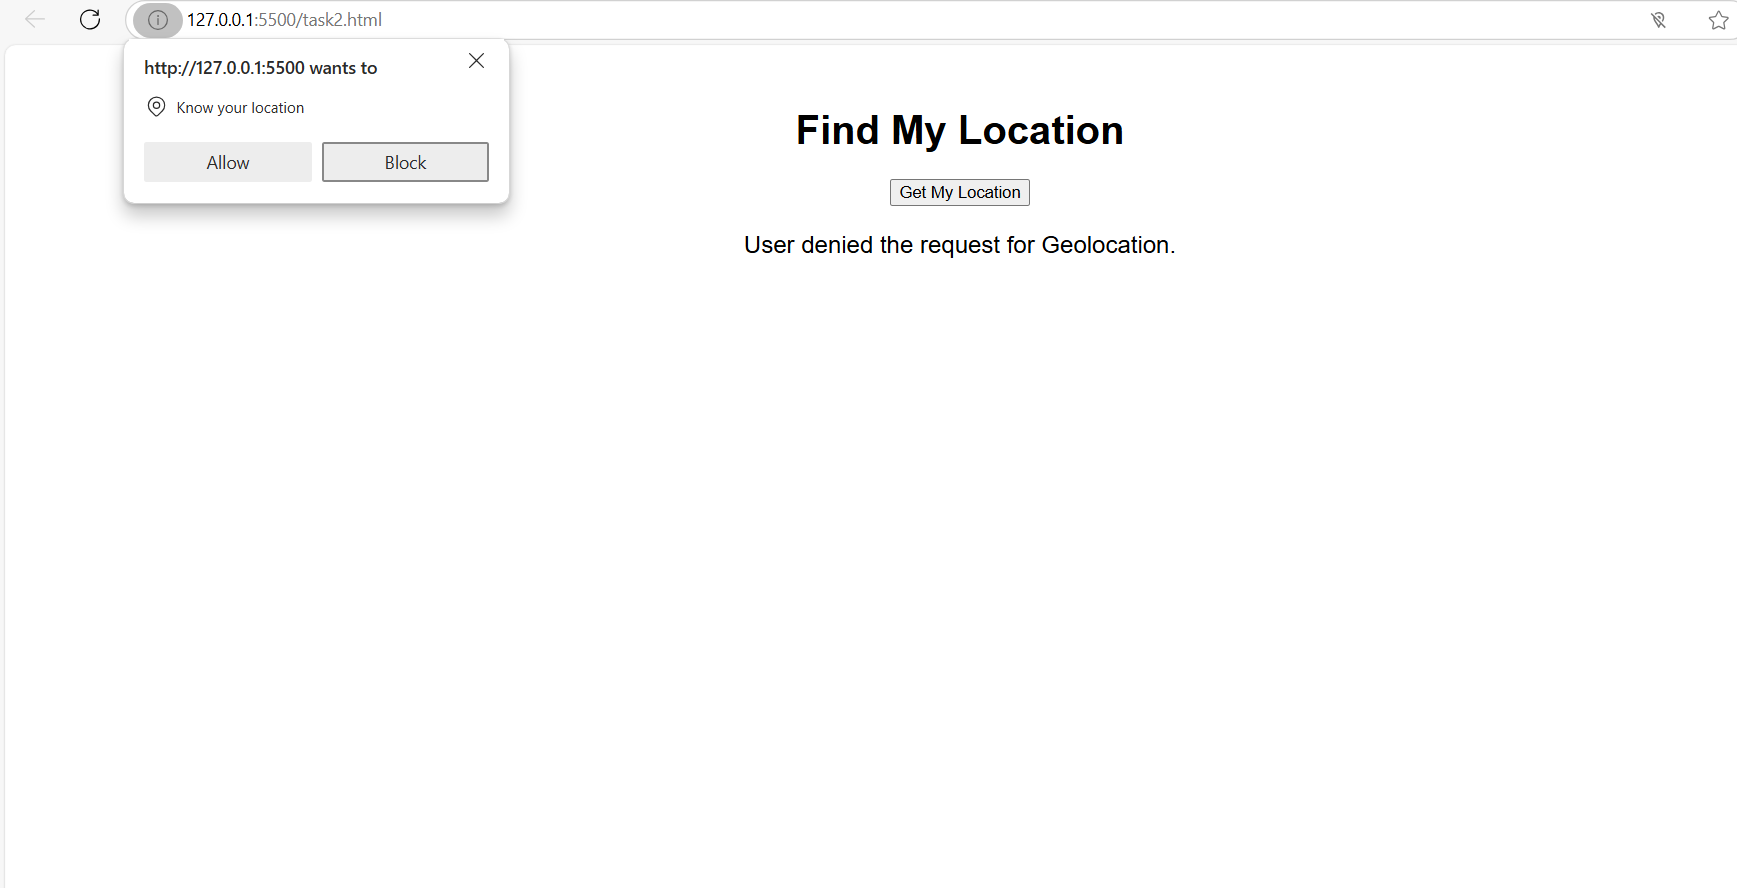 127.0.0.1:5500/task2.html
http://127.0.0.1:5500 wants to
Know your location
Allow
Block
Find My Location
Get My Location
User denied the request for Geolocation.